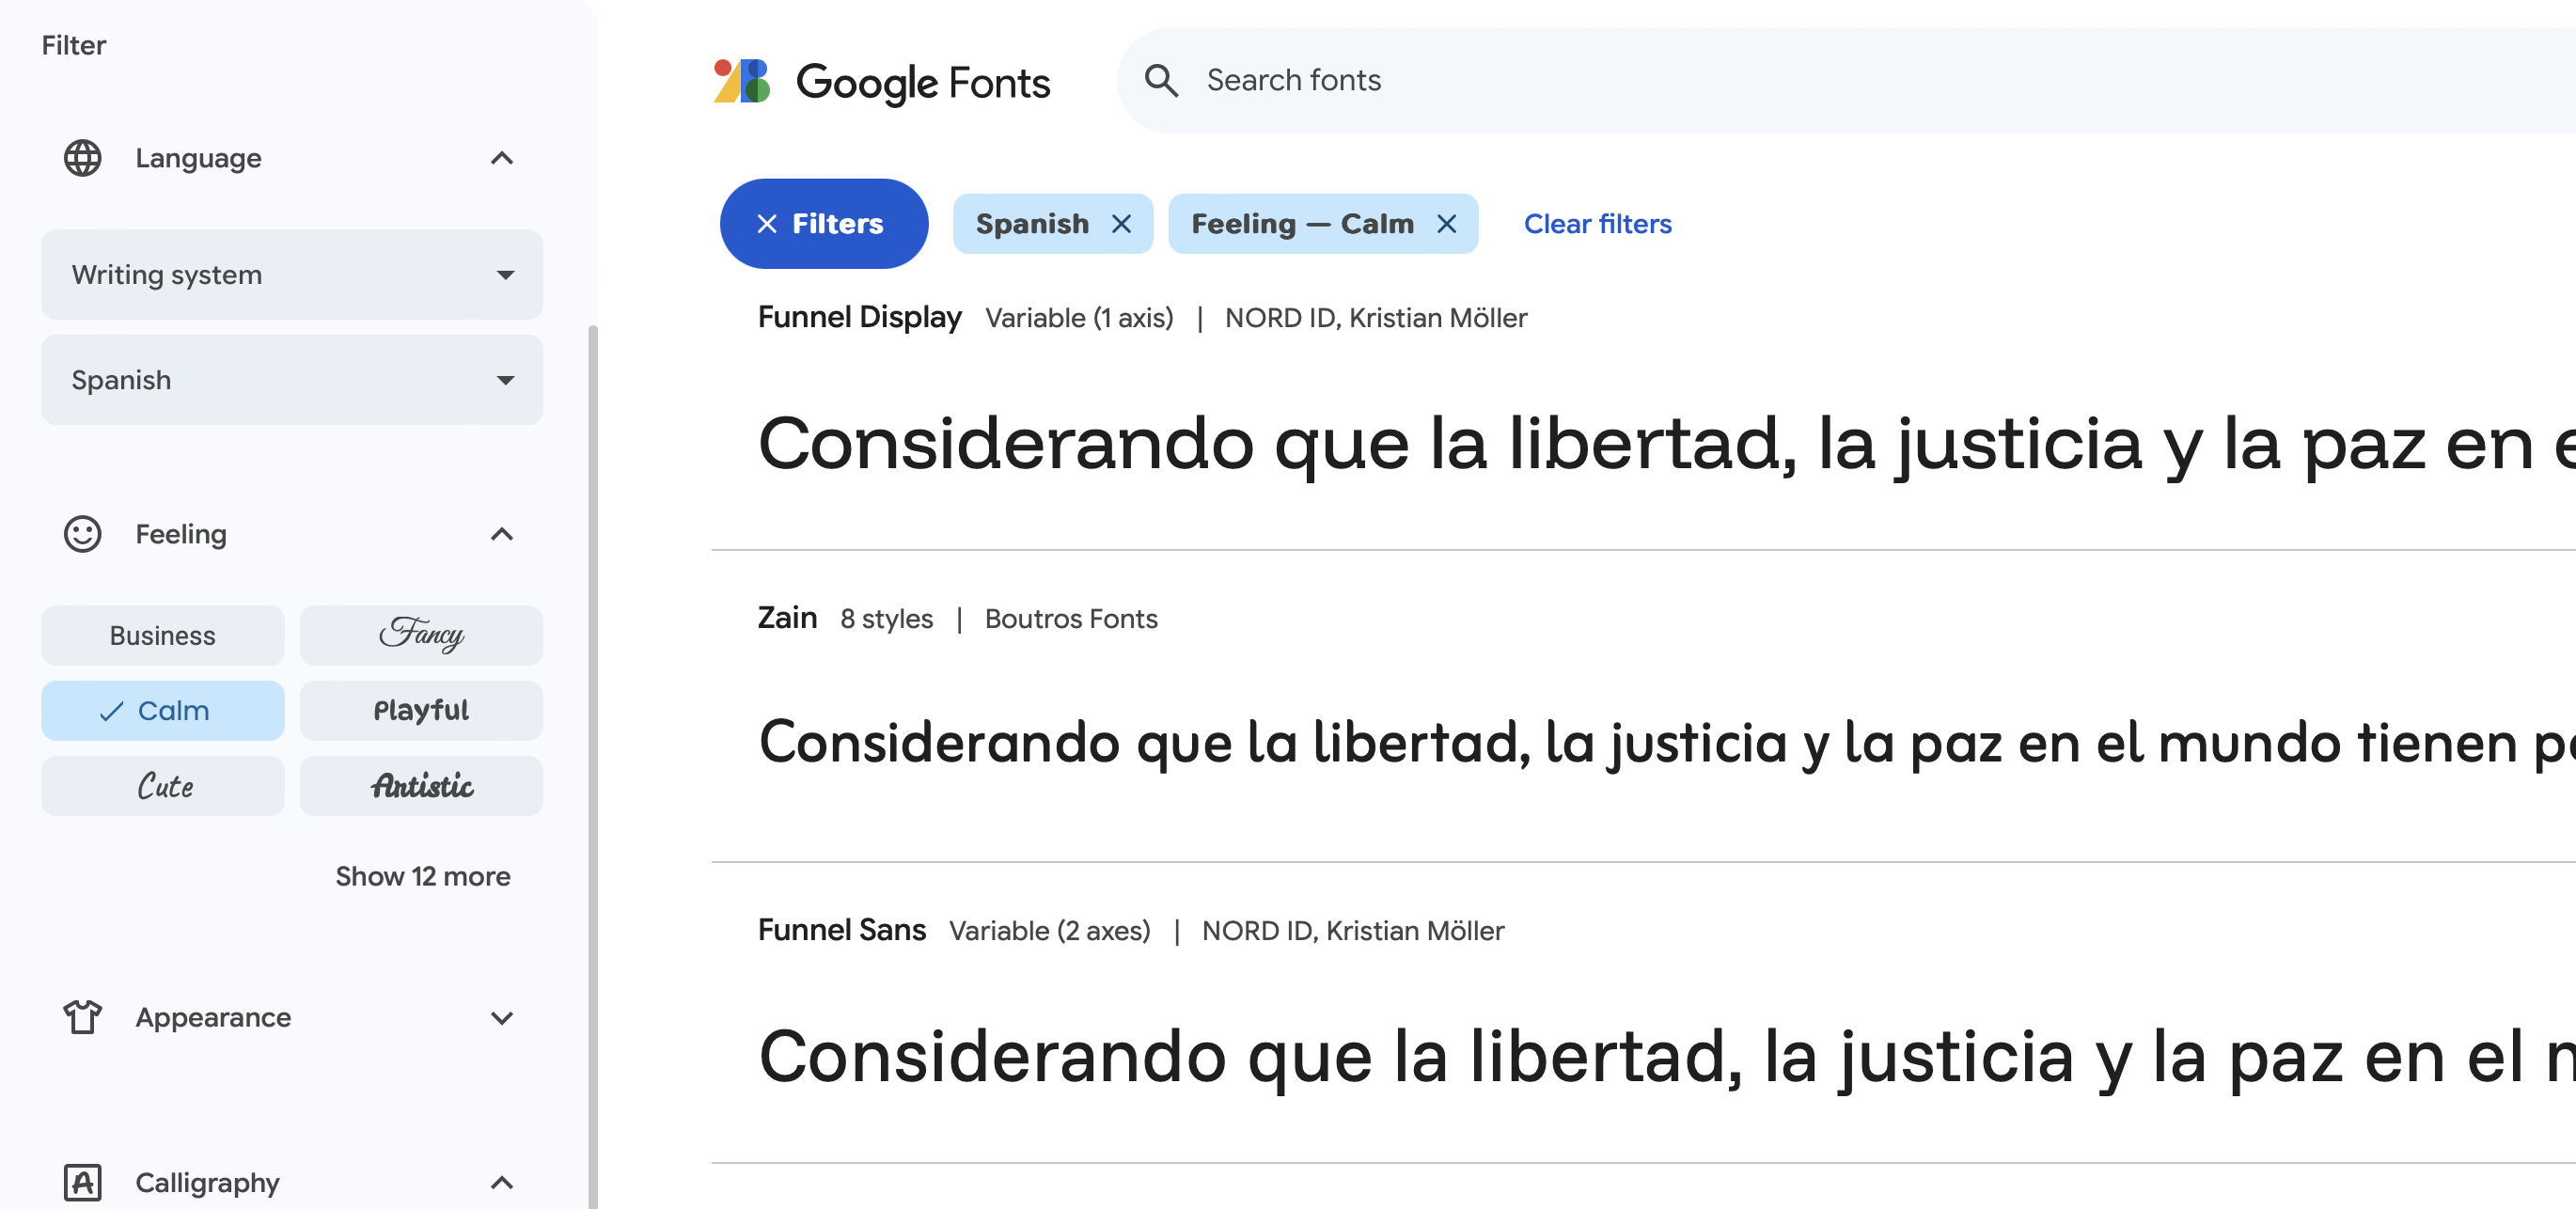 Filter
Language
Writing system
Spanish
Feeling
Business
Fancy
Calm
Playful
Cute
Artistic
Show 12 more
Appearance
Calligraphy
Google Fonts
Search fonts
Filters
Spanish
Feeling — Calm
Clear filters
Funnel Display Variable (1 axis) | NORD ID, Kristian Möller
Considerando que la libertad, la justicia y la paz en
Zain 8 styles | Boutros Fonts
Considerando que la libertad, la justicia y la paz en el mundo tienen
Funnel Sans Variable (2 axes) | NORD ID, Kristian Möller
Considerando que la libertad, la justicia y la paz en el